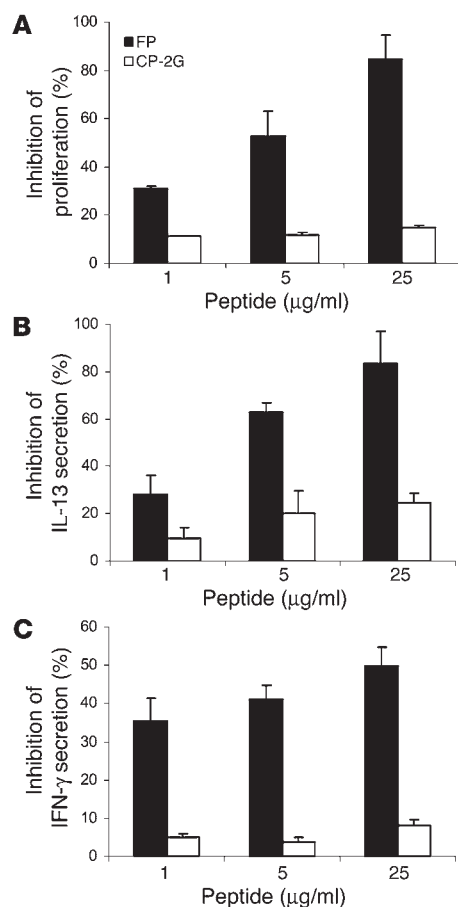 A
FP
CP-2G
Inhibition of
proliferation (%)
100
80
60
40
20
0
1 5 25
Peptide (μg/ml)
B
Inhibition of
IL-13 secretion (%)
100
80
60
40
20
0
1 5 25
Peptide (μg/ml)
C
Inhibition of
IFN-γ secretion (%)
60
50
40
30
20
10
0
1 5 25
Peptide (μg/ml)